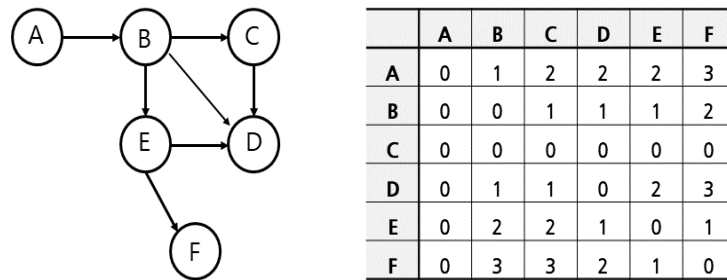 A B C
E D
F
A B C D E F
A 0 1 2 2 2 3
B 0 0 1 1 1 2
C 0 0 0 0 0 0
D 0 1 1 0 2 3
E 0 2 2 1 0 1
F 0 3 3 2 1 0